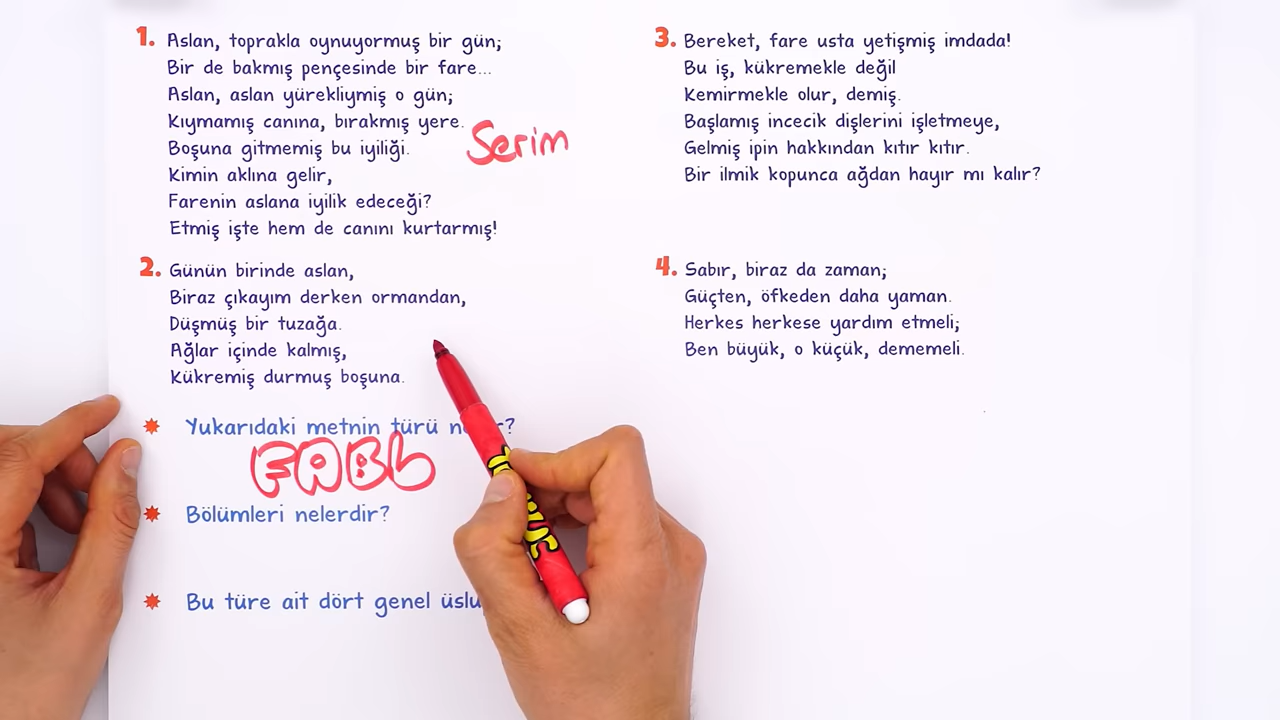 1. Aslan, toprakla oynuyormuş bir gün;
Bir de bakmış pençesinde bir fare...
Aslan, aslan yürekliymiş o gün;
Kıymamış canına, bırakmış yere.
Serim
Boşuna gitmemiş bu iyiliği.
Kimin aklına gelir,
Farenin aslana iyilik edeceği?
Etmiş işte hem de canını kurtarmış!
2. Günün birinde aslan,
Biraz çıkayım derken ormandan,
Düşmüş bir tuzağa.
Ağlar içinde kalmış,
Kükremiş durmuş boşuna.
3. Bereket, fare usta yetişmiş imdada!
Bu iş, kükremekle değil
Kemirmekle olur, demiş.
Başlamış incecik dişlerini işletmeye,
Gelmiş ipin hakkından kıtır kıtır.
Bir ilmik kopunca ağdan hayır mı kalır?
4. Sabır, biraz da zaman;
Güçten, öfkeden daha yaman.
Herkes herkese yardım etmeli;
Ben büyük, o küçük, dememeli.
Yukarıdaki metnin türü
FABL
Bölümleri nelerdir?
Bu türe ait dört genel